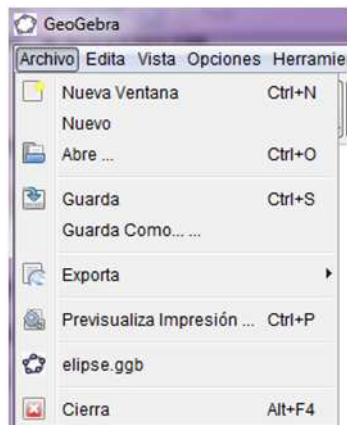 GeoGebra
Archivo Edita Vista Opciones Herramie
Nueva Ventana Ctrl+N
Nuevo
Abre ... Ctrl+O
Guarda Ctrl+S
Guarda Como... ...
Exporta
Previsualiza Impresión ... Ctrl+P
elipse.ggb
Cierra Alt+F4